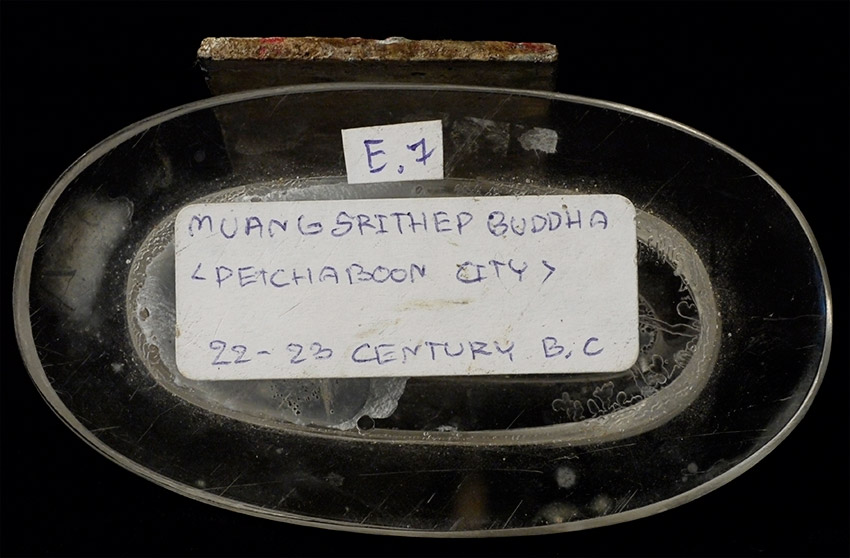 E.7
MUANG SRITHEP BUDDHA
<PETCHABOON CITY>
22-23 CENTURY B.C